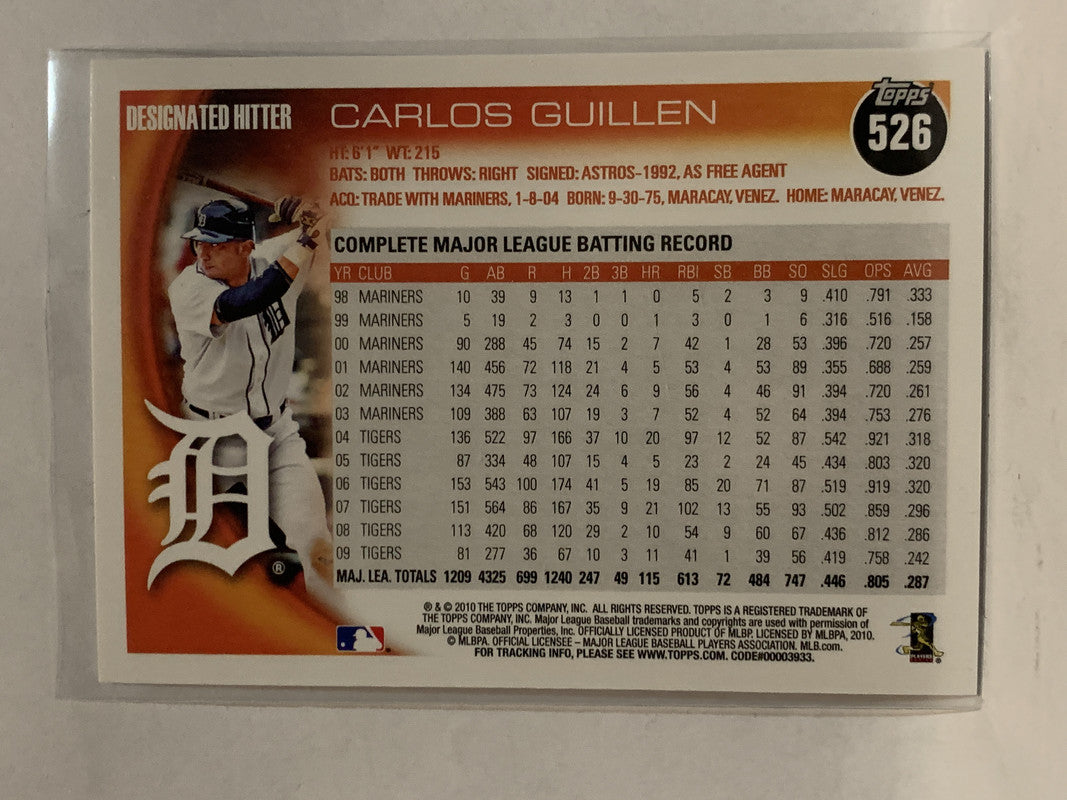 DESIGNATED HITTER CARLOS GUILLEN Topps 526
HT: 6'1" WT: 215
BATS: BOTH THROWS: RIGHT SIGNED: ASTROS-1992, AS FREE AGENT
ACQ: TRADE WITH MARINERS, 1-8-04 BORN: 9-30-75, MARACAY, VENEZ. HOME: MARACAY, VENEZ.
COMPLETE MAJOR LEAGUE BATTING RECORD
YR CLUB G AB R H 2B 3B HR RBI SB BB SO SLG OPS AVG
98 MARINERS 10 39 9 13 1 1 0 5 2 3 9 .410 .791 .333
99 MARINERS 5 19 2 3 0 0 1 3 0 1 6 .316 .516 .158
00 MARINERS 90 288 45 74 15 2 7 42 1 28 53 .396 .720 .257
01 MARINERS 140 456 72 118 21 4 5 53 4 53 89 .355 .688 .259
02 MARINERS 134 475 73 124 24 6 9 56 4 46 91 .394 .720 .261
03 MARINERS 109 388 63 107 19 3 7 52 4 52 64 .394 .753 .276
04 TIGERS 136 522 97 166 37 10 20 97 12 52 87 .542 .921 .318
05 TIGERS 87 334 48 107 15 4 5 23 2 24 45 .434 .803 .320
06 TIGERS 153 543 100 174 41 5 19 85 20 71 87 .519 .919 .320
07 TIGERS 151 564 86 167 35 9 21 102 13 55 93 .502 .859 .296
08 TIGERS 113 420 68 120 29 2 10 54 9 60 67 .436 .812 .286
09 TIGERS 81 277 36 67 10 3 11 41 1 39 56 .419 .758 .242
MAJ. LEA. TOTALS 1209 4325 699 1240 247 49 115 613 72 484 747 .446 .805 .287
D
®
® & © 2010 THE TOPPS COMPANY, INC. ALL RIGHTS RESERVED. TOPPS IS A REGISTERED TRADEMARK OF
THE TOPPS COMPANY, INC. Major League Baseball trademarks and copyrights are used with permission of
Major League Baseball Properties, Inc. OFFICIALLY LICENSED PRODUCT OF MLBP. LICENSED BY MLBPA, 2010.
© MLBPA. OFFICIAL LICENSEE – MAJOR LEAGUE BASEBALL PLAYERS ASSOCIATION. MLB.com.
FOR TRACKING INFO, PLEASE SEE WWW.TOPPS.COM. CODE#00003933.